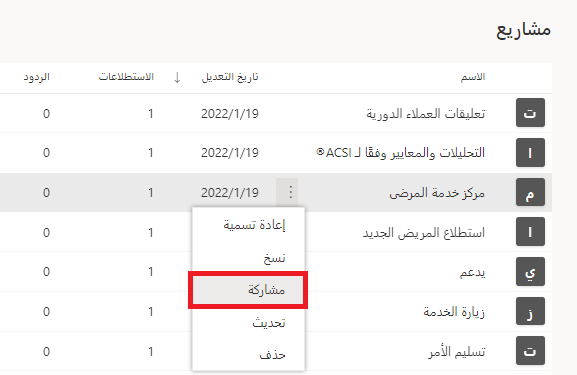 مشاريع
الاسم تاريخ التعديل ↓ الاستطلاعات الردود
ت تعليقات العملاء الدورية 2022/1/19 1 0
ا التحليلات والمعايير وفقًا لـ ACSI® 2022/1/19 1 0
م مركز خدمة المرضى 2022/1/19 1 0
إعادة تسمية
ا استطلاع المريض الجديد 1 0
نسخ
ي يدعم 1 0
مشاركة
ز زيارة الخدمة 1 0
تحديث
ت تسليم الأمر 1 0
حذف